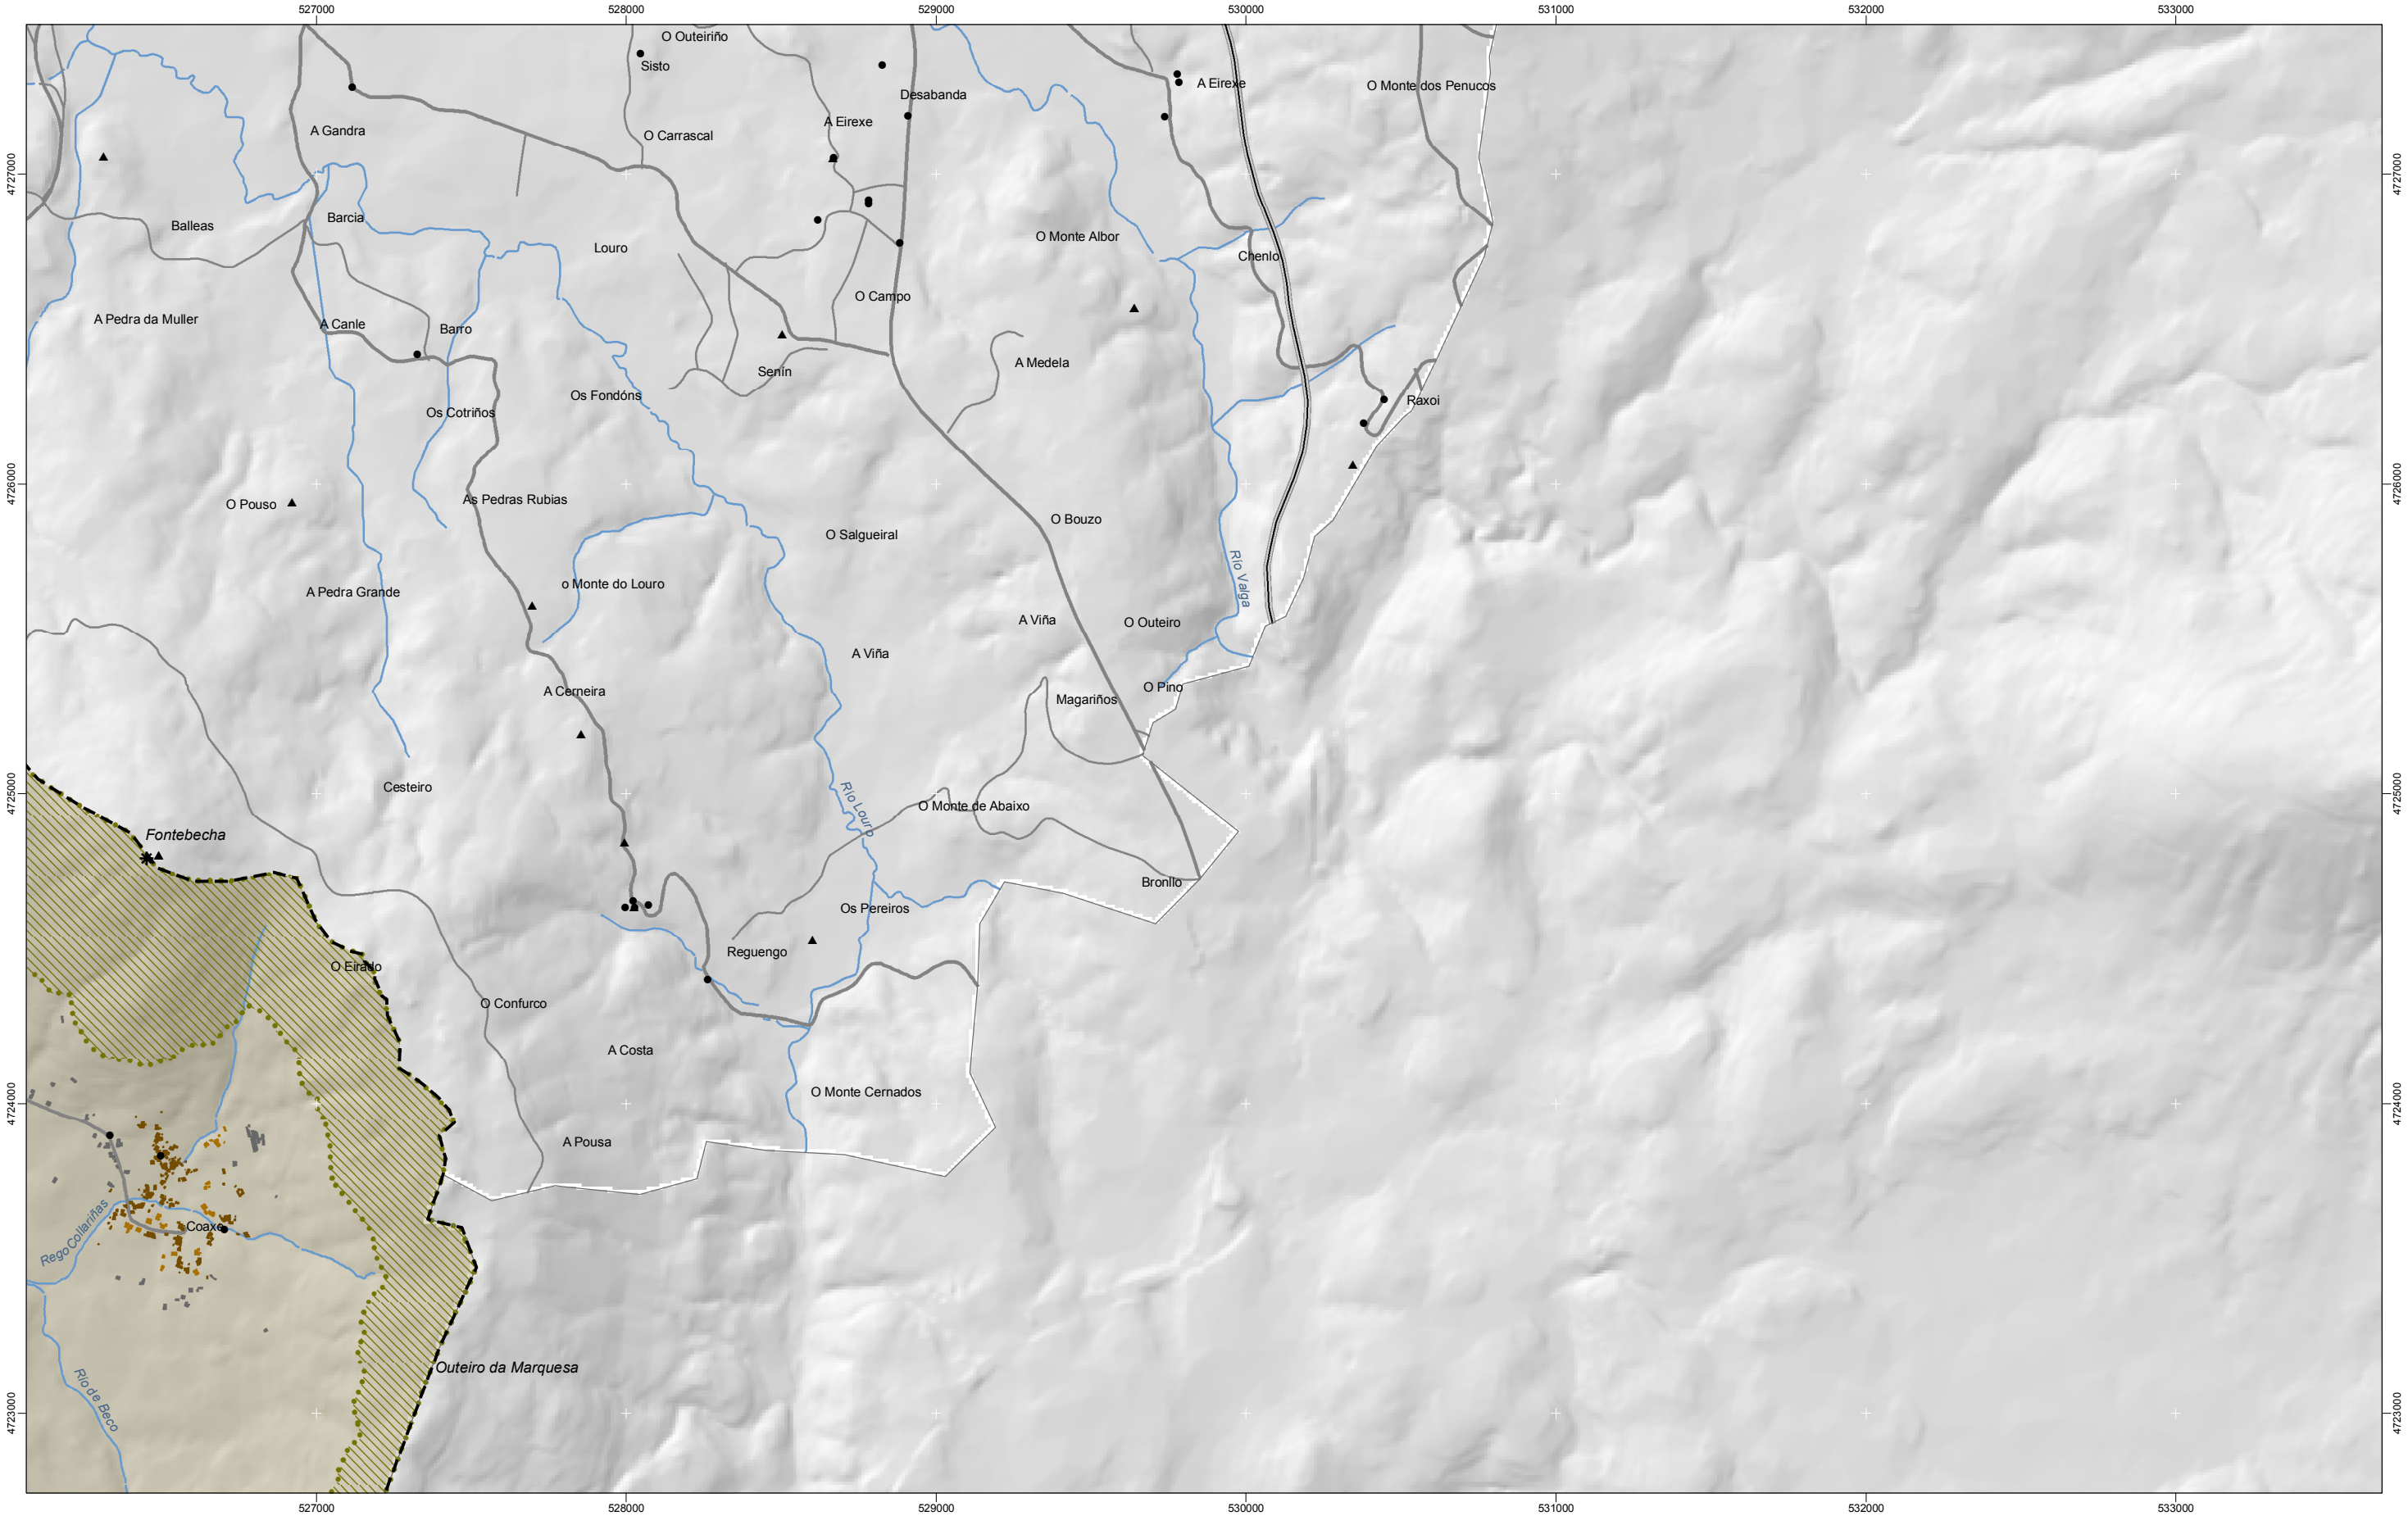 527000
528000
529000
530000
531000
532000
533000
O Outeiriño
Sisto
Desabanda
A Eirexe
O Monte dos Penucos
A Gandra
O Carrascal
A Eirexe
4727000
4727000
Balleas
Barcia
Louro
O Monte Albor
Chenlo
O Campo
A Pedra da Muller
A Canle
Barro
Senín
A Medela
Os Fondóns
Os Cotriños
Raxoi
4726000
4726000
O Pouso
As Pedras Rubias
O Salgueiral
O Bouzo
Río Valga
A Pedra Grande
o Monte do Louro
A Viña
O Outeiro
A Viña
A Cerneira
Magariños
O Pino
4725000
4725000
Cesteiro
Río Louro
O Monte de Abaixo
Fontebecha
Bronllo
Os Pereiros
Reguengo
O Eirado
O Confurco
A Costa
O Monte Cernados
4724000
4724000
A Pousa
Rego Collariñas
Coaxe
Outeiro da Marquesa
Río de Beco
4723000
4723000
527000
528000
529000
530000
531000
532000
533000